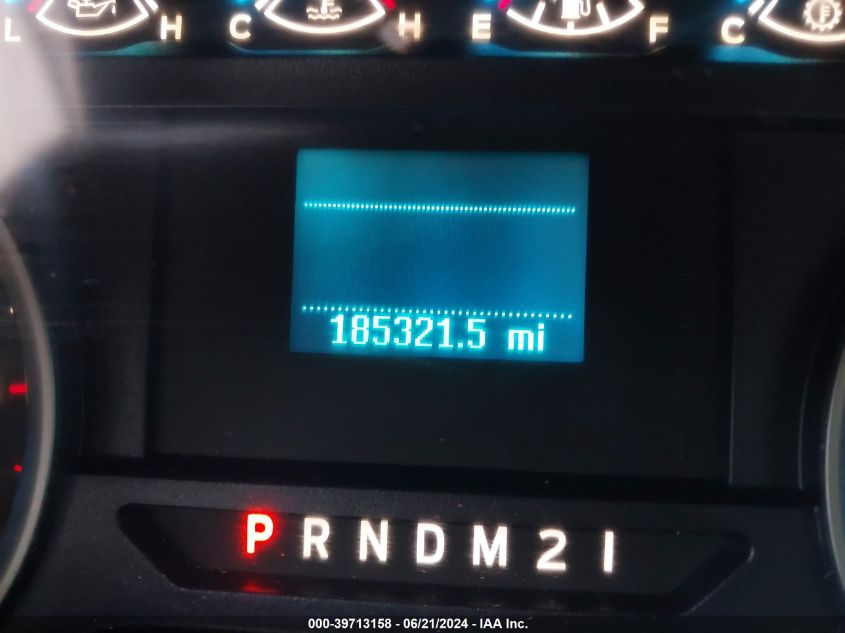 L H C H E F C
185321.5 mi
P R N D M 2 1
000-39713158 - 06/21/2024 - IAA Inc.